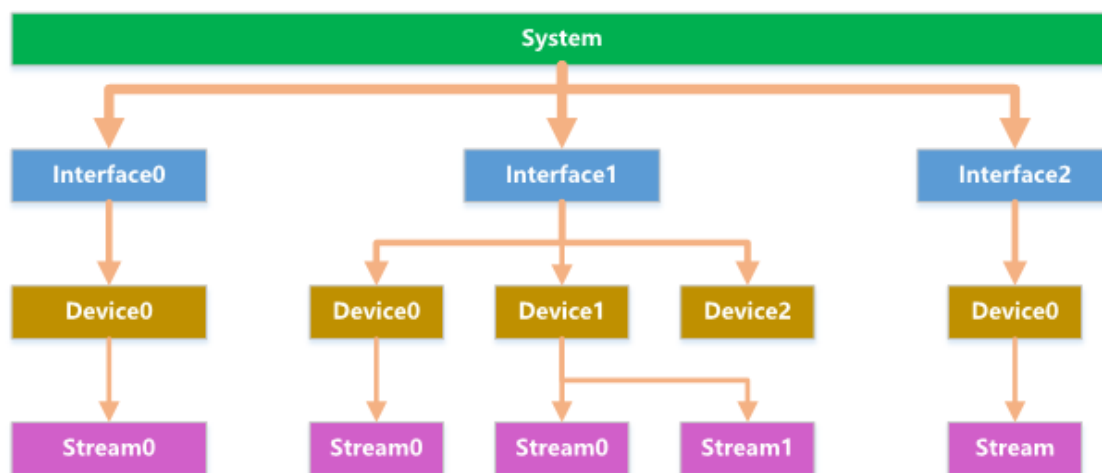 System
Interface0
Interface1
Interface2
Device0
Device0
Device1
Device2
Device0
Stream0
Stream0
Stream0
Stream1
Stream